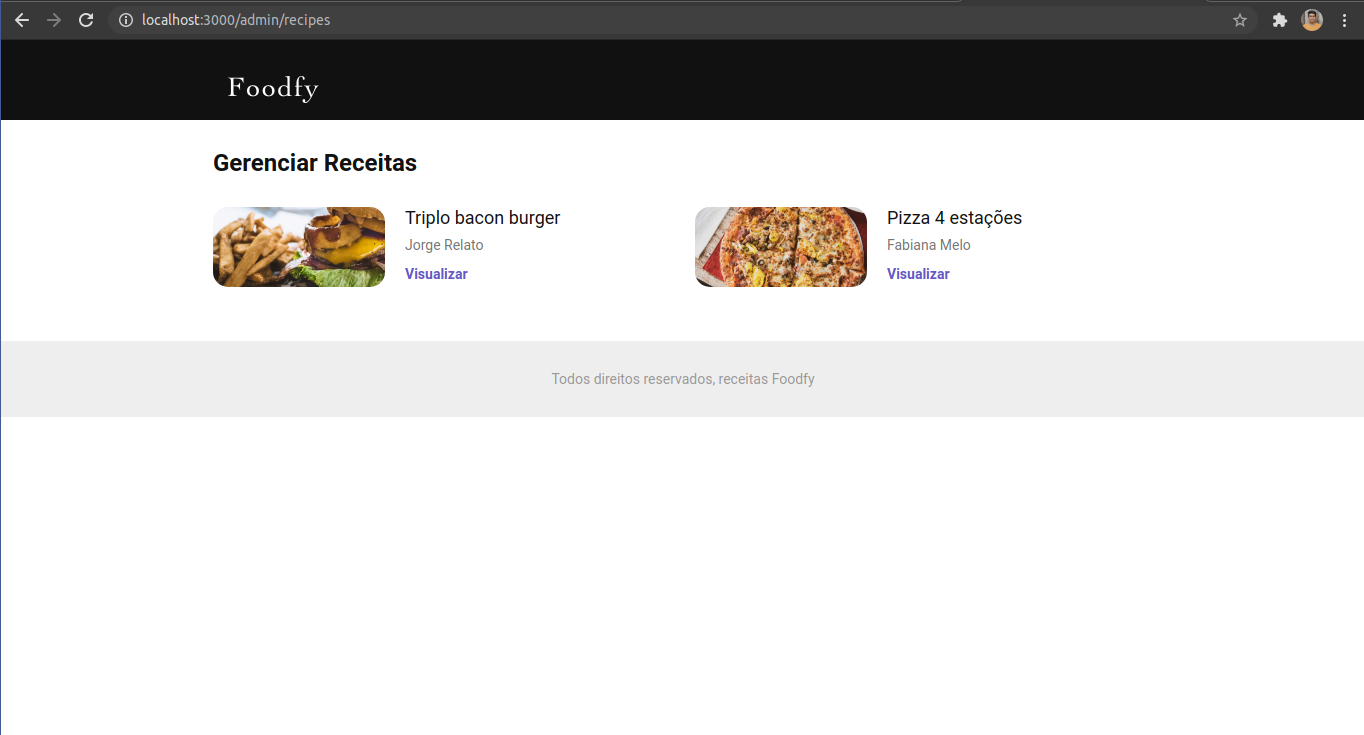 localhost:3000/admin/recipes
Foodfy
Gerenciar Receitas
Triplo bacon burger
Jorge Relato
Visualizar
Pizza 4 estações
Fabiana Melo
Visualizar
Todos direitos reservados, receitas Foodfy